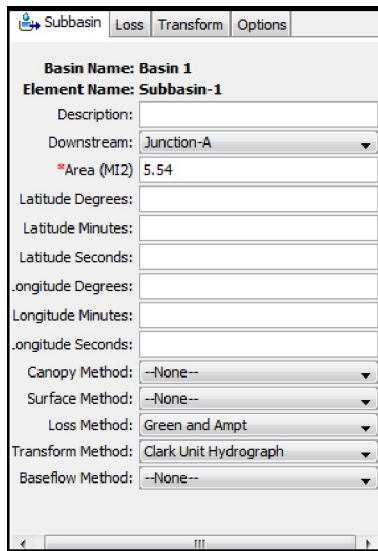 Subbasin Loss Transform Options
Basin Name: Basin 1
Element Name: Subbasin-1
Description:
Downstream: Junction-A
*Area (MI2) 5.54
Latitude Degrees:
Latitude Minutes:
Latitude Seconds:
ongitude Degrees:
Longitude Minutes:
ongitude Seconds:
Canopy Method: --None--
Surface Method: --None--
Loss Method: Green and Ampt
Transform Method: Clark Unit Hydrograph
Baseflow Method: --None--